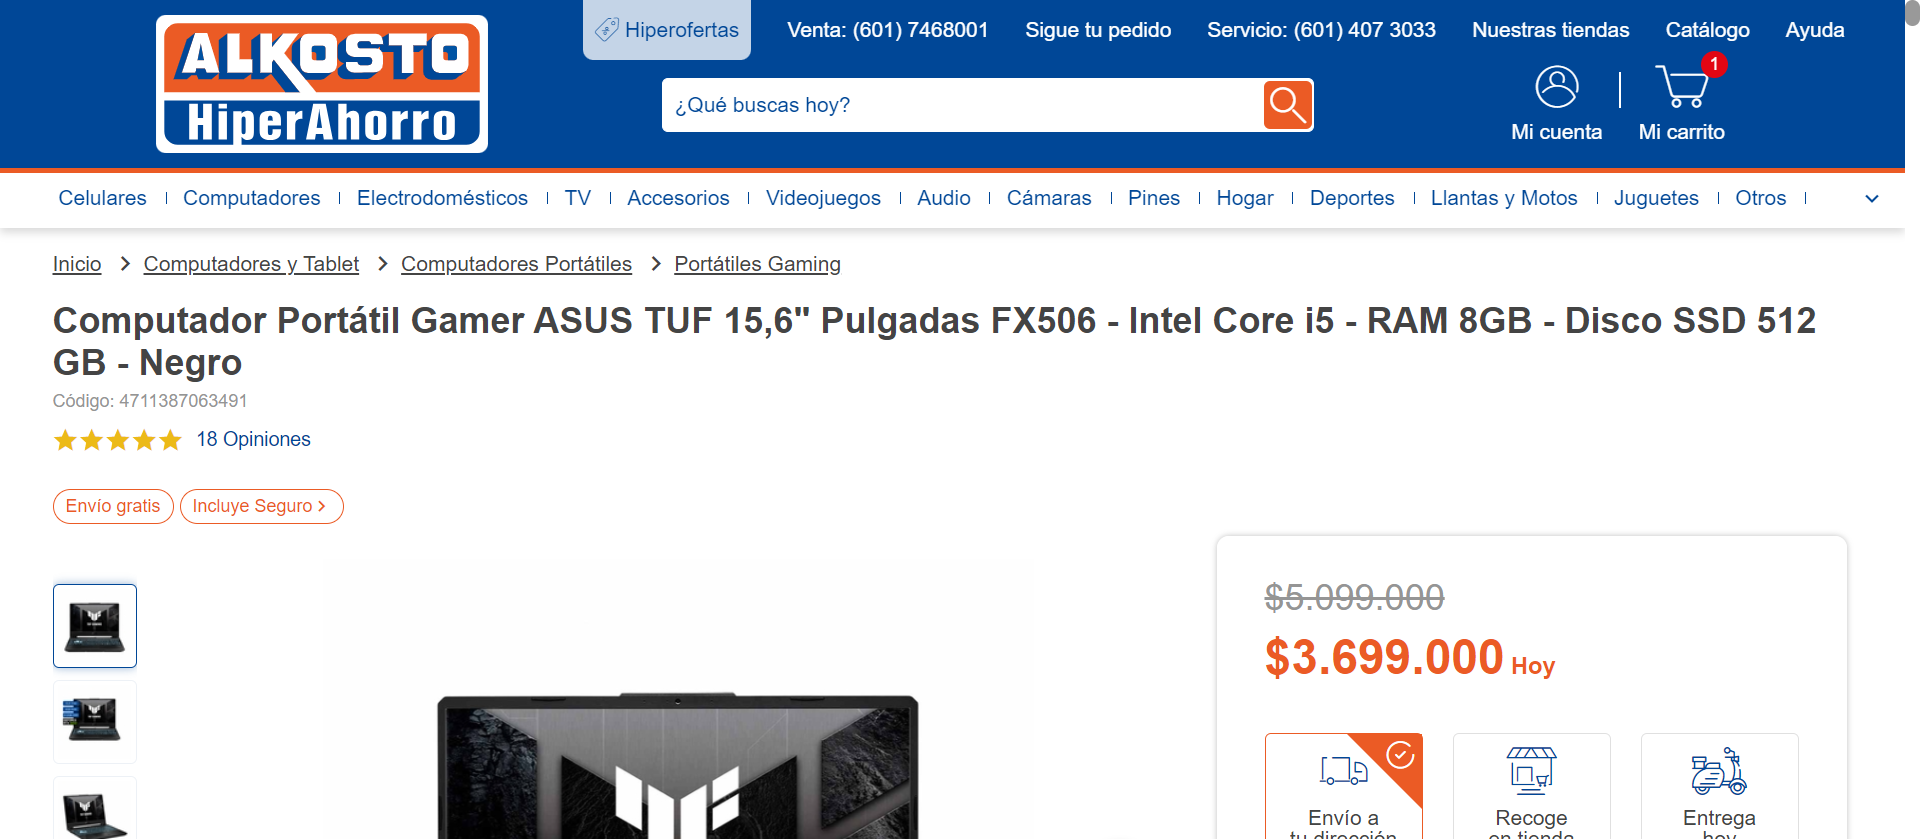 Hiperofertas
Venta: (601) 7468001
Sigue tu pedido
Servicio: (601) 407 3033
Nuestras tiendas
Catálogo
Ayuda
ALKOSTO
HiperAhorro
¿Qué buscas hoy?
1
Mi cuenta
Mi carrito
Celulares
Computadores
Electrodomésticos
TV
Accesorios
Videojuegos
Audio
Cámaras
Pines
Hogar
Deportes
Llantas y Motos
Juguetes
Otros
Inicio > Computadores y Tablet > Computadores Portátiles > Portátiles Gaming
Computador Portátil Gamer ASUS TUF 15,6" Pulgadas FX506 - Intel Core i5 - RAM 8GB - Disco SSD 512
GB - Negro
Código: 4711387063491
18 Opiniones
Envío gratis
Incluye Seguro >
$5.099.000
$3.699.000 Hoy
Envío a
tu dirección
Recoge
en tienda
Entrega
hoy